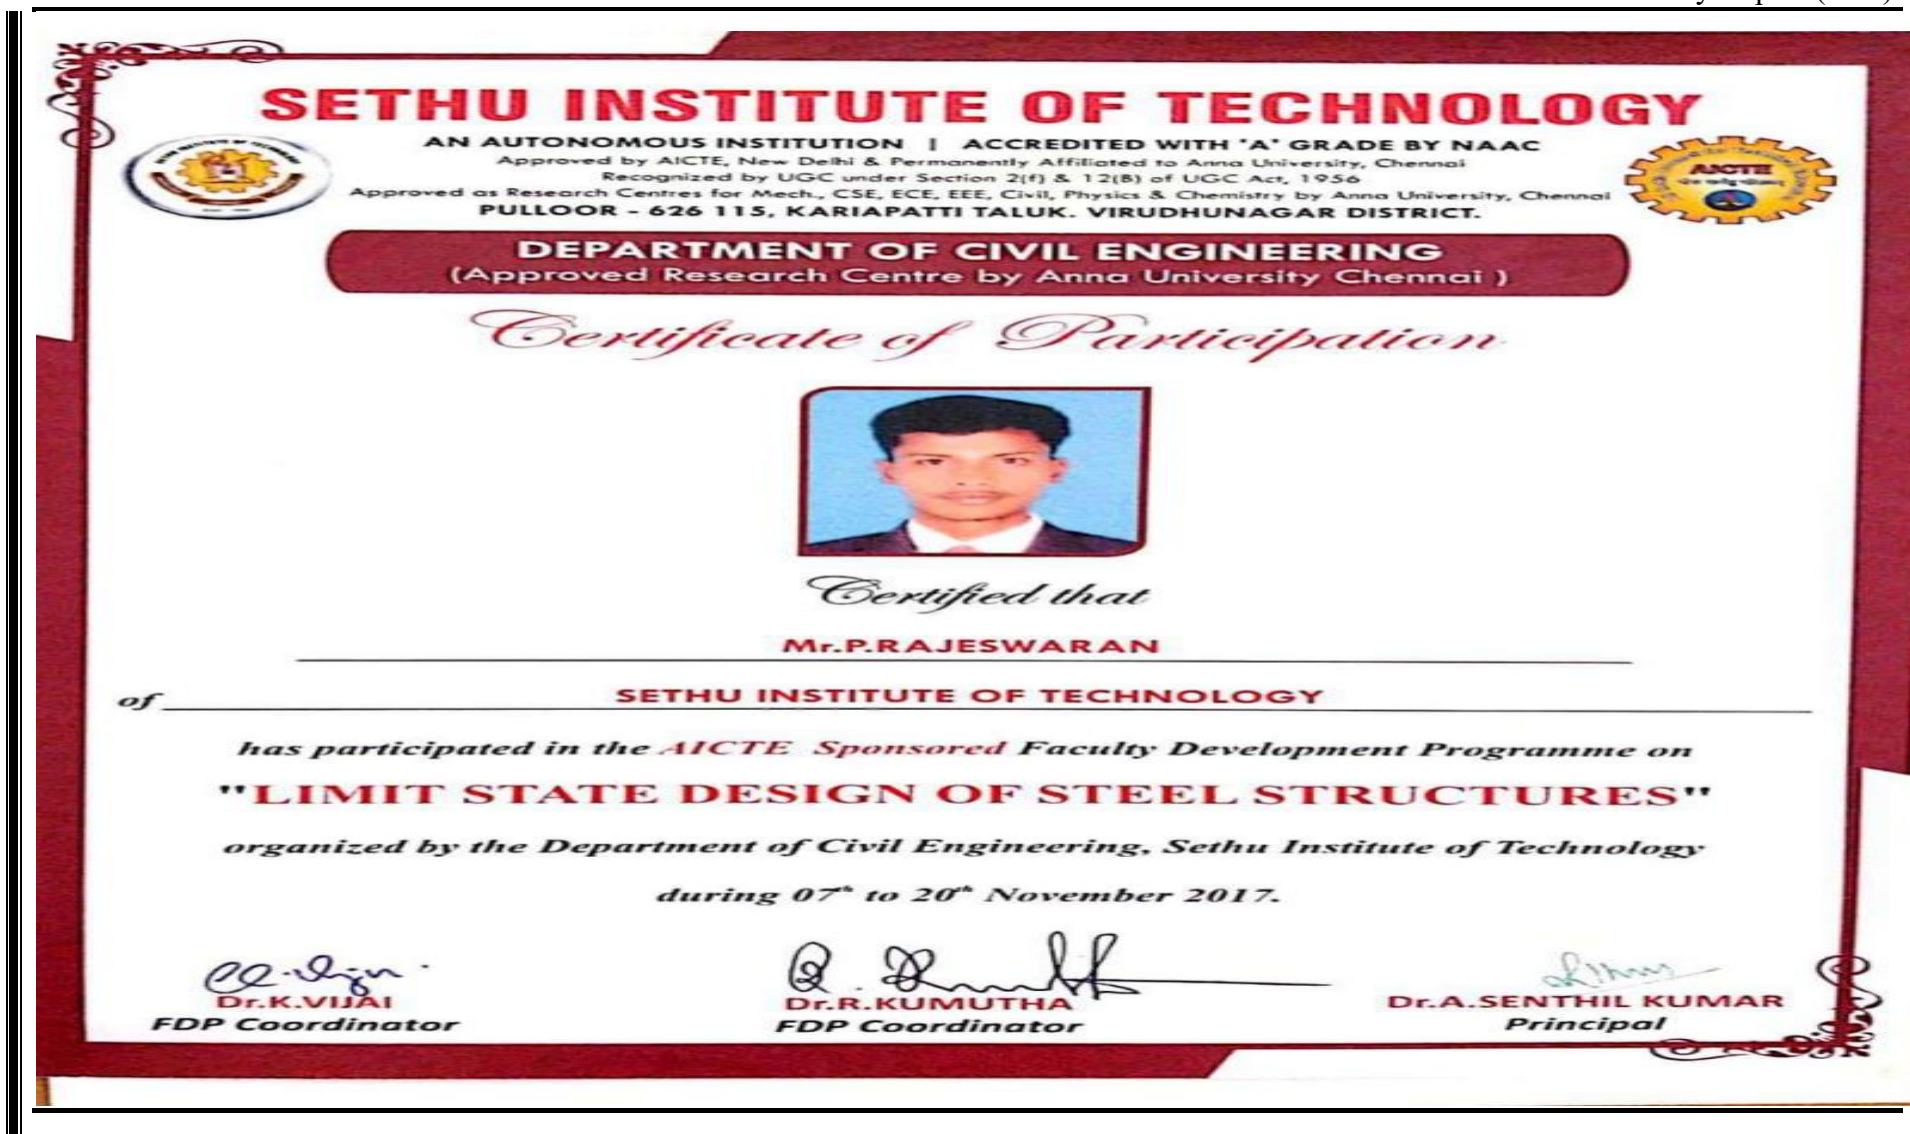 SETHU INSTITUTE OF TECHNOLOGY
AN AUTONOMOUS INSTITUTION | ACCREDITED WITH 'A' GRADE BY NAAC
Approved by AICTE, New Delhi & Permanently Affiliated to Anna University, Chennai
Recognized by UGC under Section 2(f) & 12(B) of UGC Act, 1956
Approved as Research Centres for Mech., CSE, ECE, EEE, Civil, Physics & Chemistry by Anna University, Chennai
PULLOOR - 626 115, KARIAPATTI TALUK. VIRUDHUNAGAR DISTRICT.
AICTE
DEPARTMENT OF CIVIL ENGINEERING
(Approved Research Centre by Anna University Chennai )
Certificate of Participation
Certified that
Mr.P.RAJESWARAN
of SETHU INSTITUTE OF TECHNOLOGY
has participated in the AICTE Sponsored Faculty Development Programme on
"LIMIT STATE DESIGN OF STEEL STRUCTURES"
organized by the Department of Civil Engineering, Sethu Institute of Technology
during 07th to 20th November 2017.
Dr.K.VIJAI
FDP Coordinator
Dr.R.KUMUTHA
FDP Coordinator
Dr.A.SENTHIL KUMAR
Principal